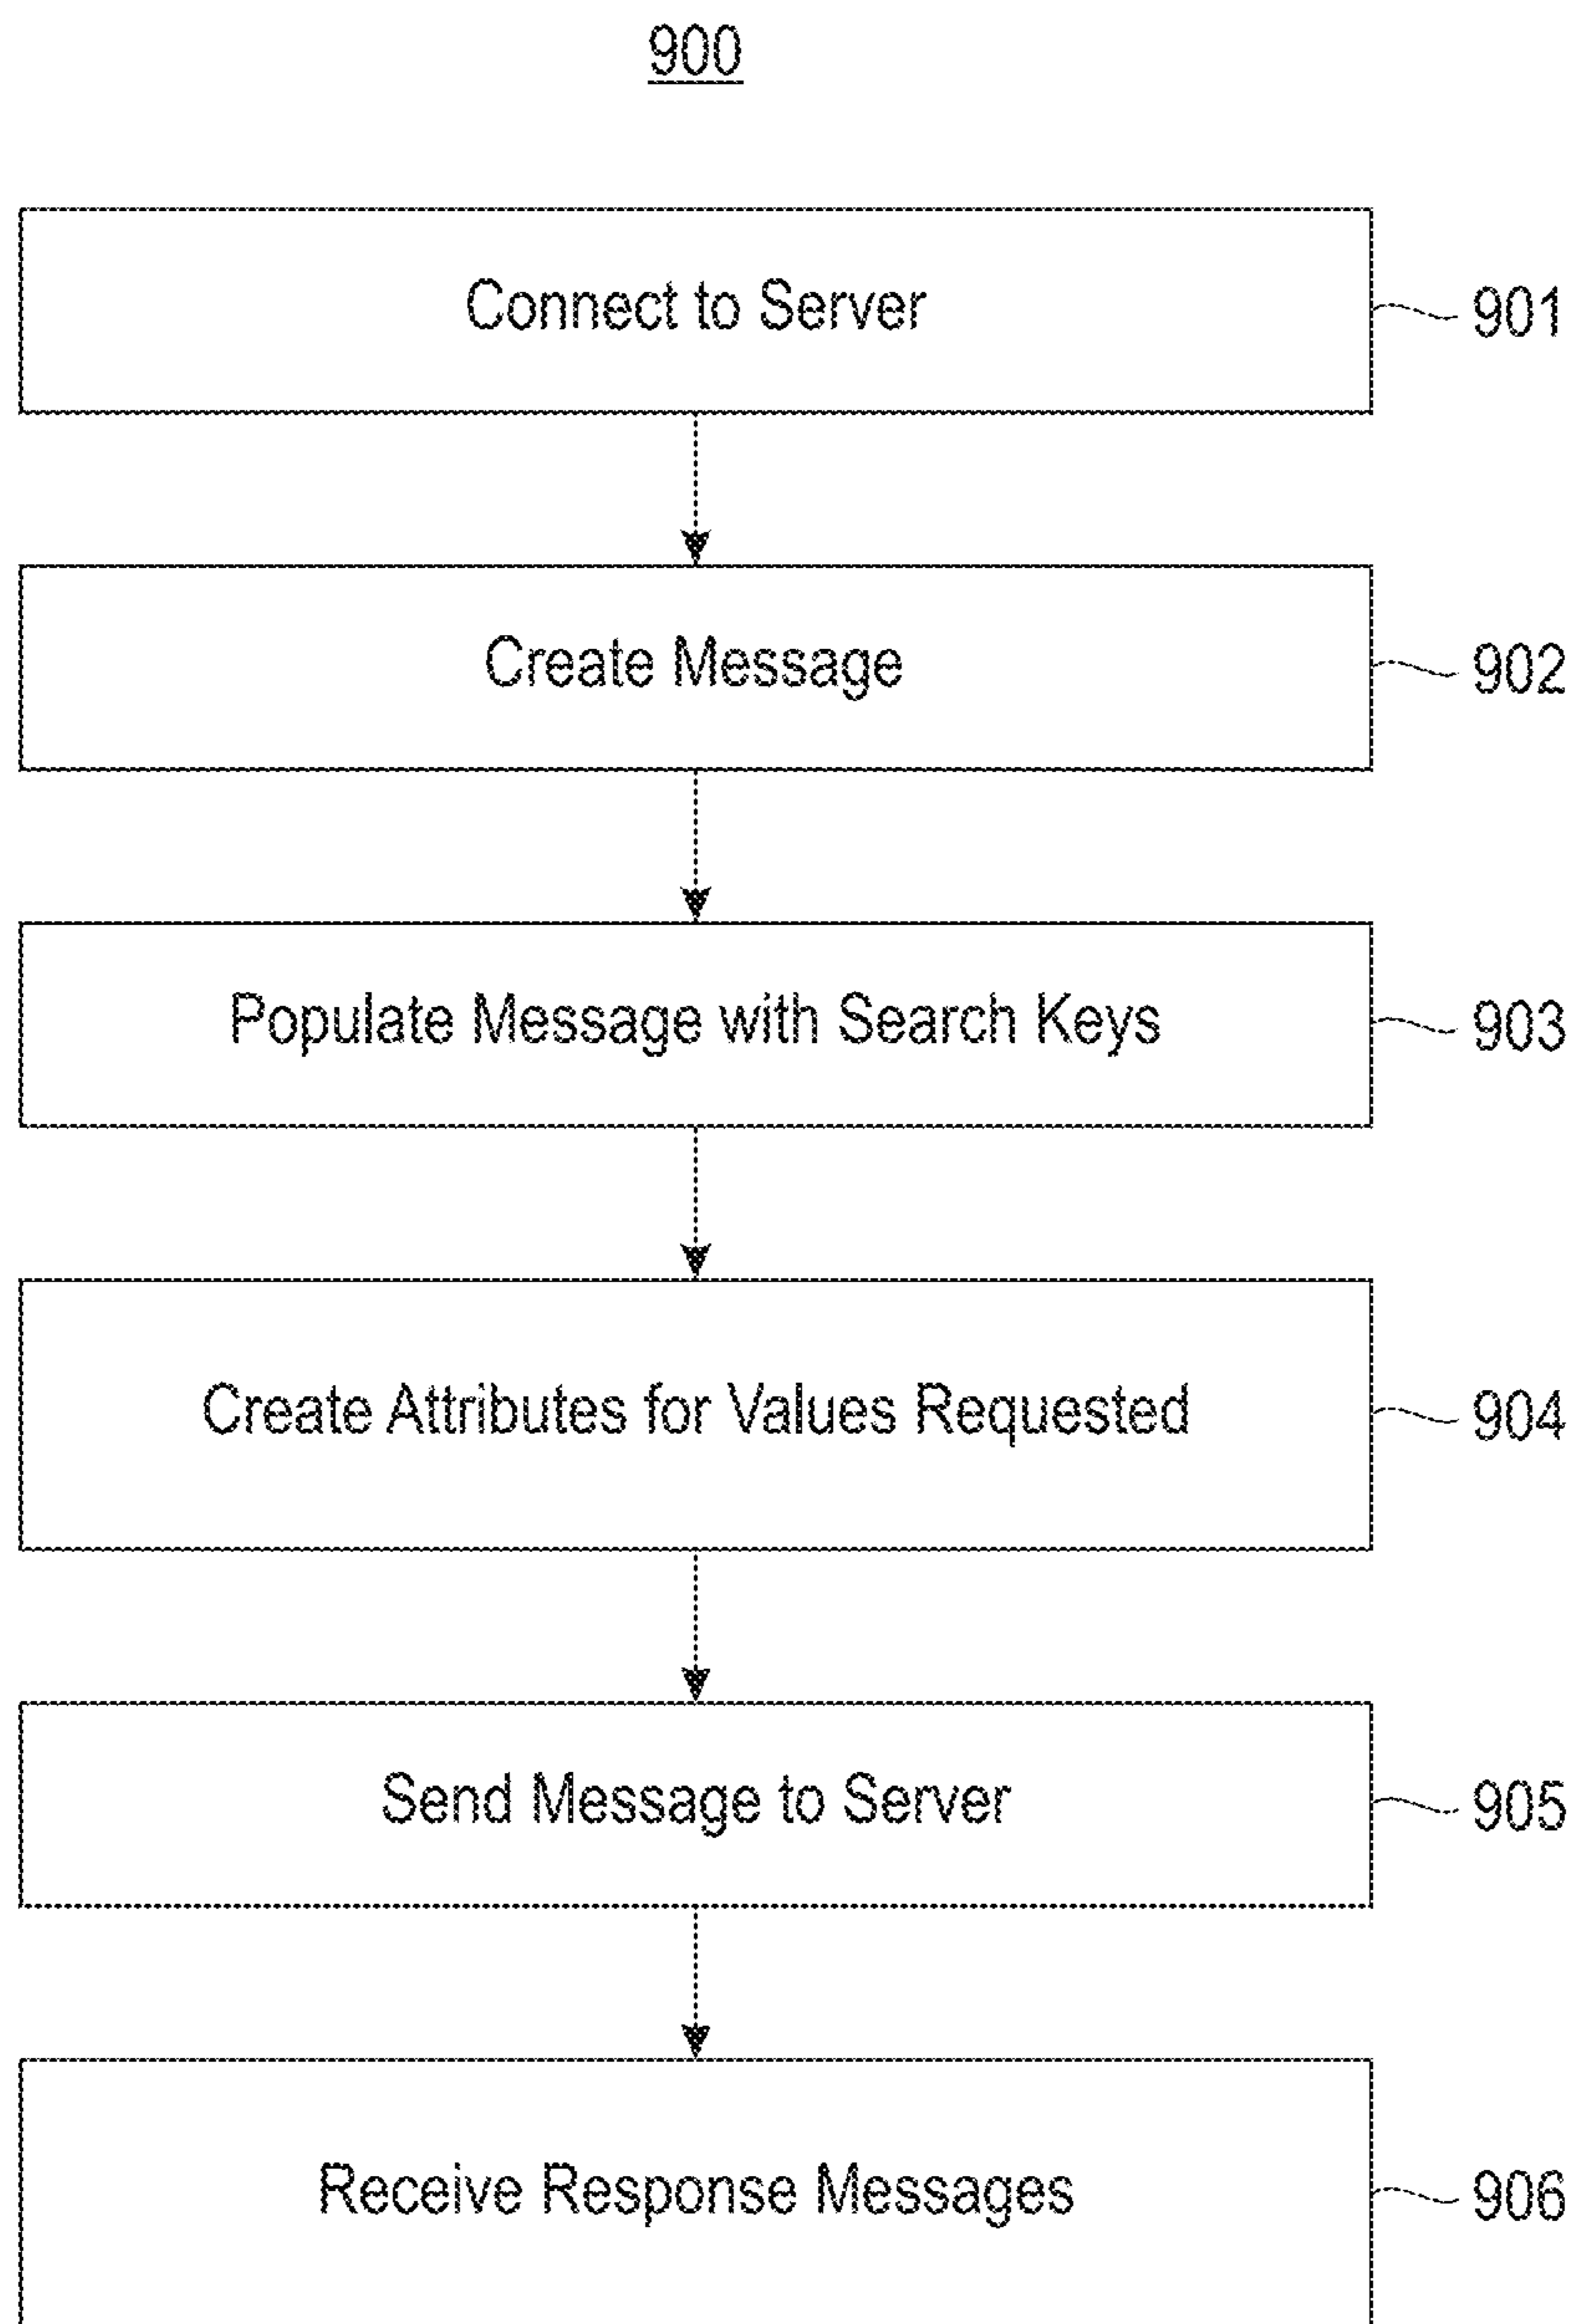 900
Connect to Server
901
Create Message
902
Populate Message with Search Keys
903
Create Attributes for Values Requested
904
Send Message to Server
905
Receive Response Messages
906